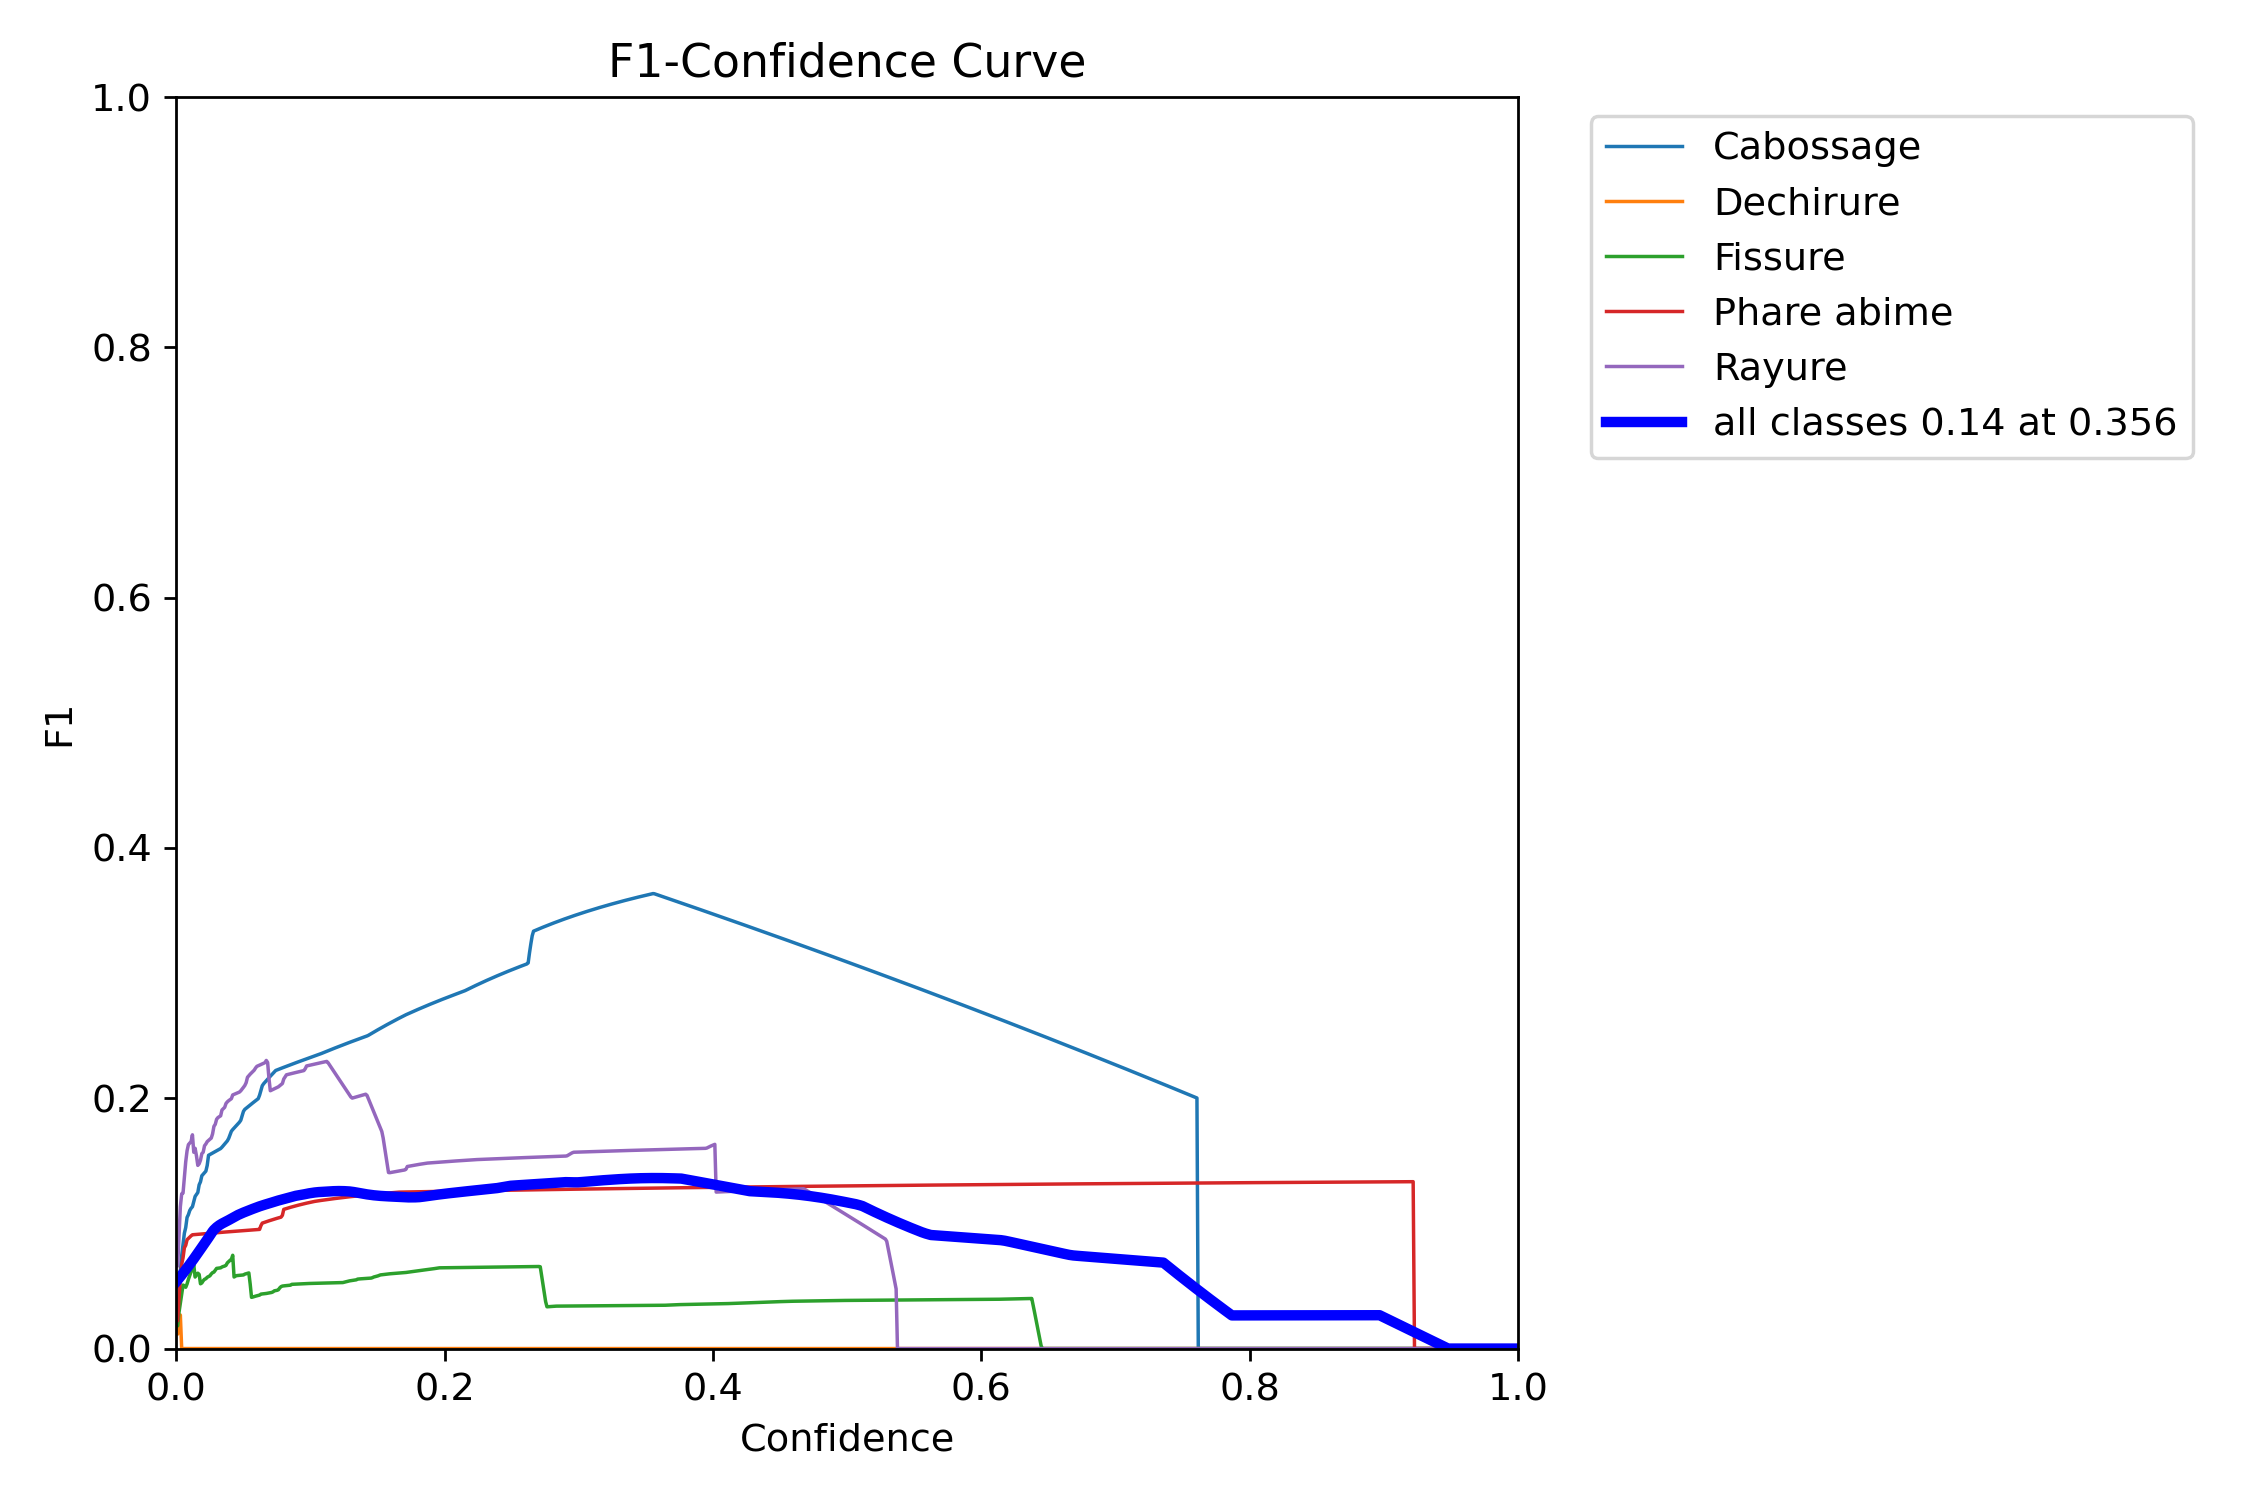 F1-Confidence Curve
1.0
0.8
0.6
0.4
0.2
0.0
F1
0.0 0.2 0.4 0.6 0.8 1.0
Confidence
Cabossage
Dechirure
Fissure
Phare abime
Rayure
all classes 0.14 at 0.356